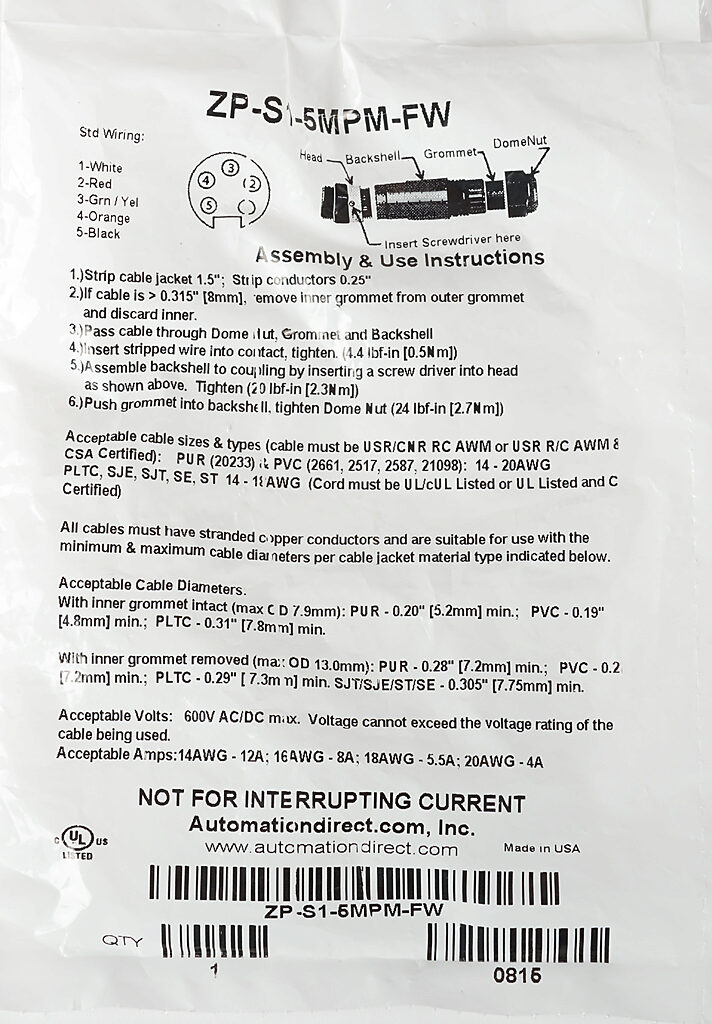 ZP-S1-5MPM-FW
Std Wiring:
1-White
2-Red
3-Grn / Yel
4-Orange
5-Black
3
4
2
5
Head
Backshell
Grommet
DomeNut
Insert Screwdriver here
Assembly & Use Instructions
1.)Strip cable jacket 1.5"; Strip conductors 0.25"
2.)If cable is > 0.315" [8mm], remove inner grommet from outer grommet
and discard inner.
3.)Pass cable through Dome Nut, Grommet and Backshell
4.)Insert stripped wire into contact, tighten. (4.4 lbf-in [0.5Nm])
5.)Assemble backshell to coupling by inserting a screw driver into head
as shown above. Tighten (20 lbf-in [2.3Nm])
6.)Push grommet into backshell, tighten Dome Nut (24 lbf-in [2.7Nm])
Acceptable cable sizes & types (cable must be USR/CNR RC AWM or USR R/C AWM &
CSA Certified): PUR (20233) & PVC (2661, 2517, 2587, 21098): 14 - 20AWG
PLTC, SJE, SJT, SE, ST 14 - 18AWG (Cord must be UL/cUL Listed or UL Listed and C
Certified)
All cables must have stranded copper conductors and are suitable for use with the
minimum & maximum cable diameters per cable jacket material type indicated below.
Acceptable Cable Diameters.
With inner grommet intact (max OD 7.9mm): PUR - 0.20" [5.2mm] min.; PVC - 0.19"
[4.8mm] min.; PLTC - 0.31" [7.8mm] min.
With inner grommet removed (max OD 13.0mm): PUR - 0.28" [7.2mm] min.; PVC - 0.2
[7.2mm] min.; PLTC - 0.29" [7.3mm] min. SJT/SJE/ST/SE - 0.305" [7.75mm] min.
Acceptable Volts: 600V AC/DC max. Voltage cannot exceed the voltage rating of the
cable being used.
Acceptable Amps:14AWG - 12A; 16AWG - 8A; 18AWG - 5.5A; 20AWG - 4A
NOT FOR INTERRUPTING CURRENT
Automationdirect.com, Inc.
www.automationdirect.com
Made in USA
C UL US
LISTED
ZP-S1-5MPM-FW
QTY
1
0815